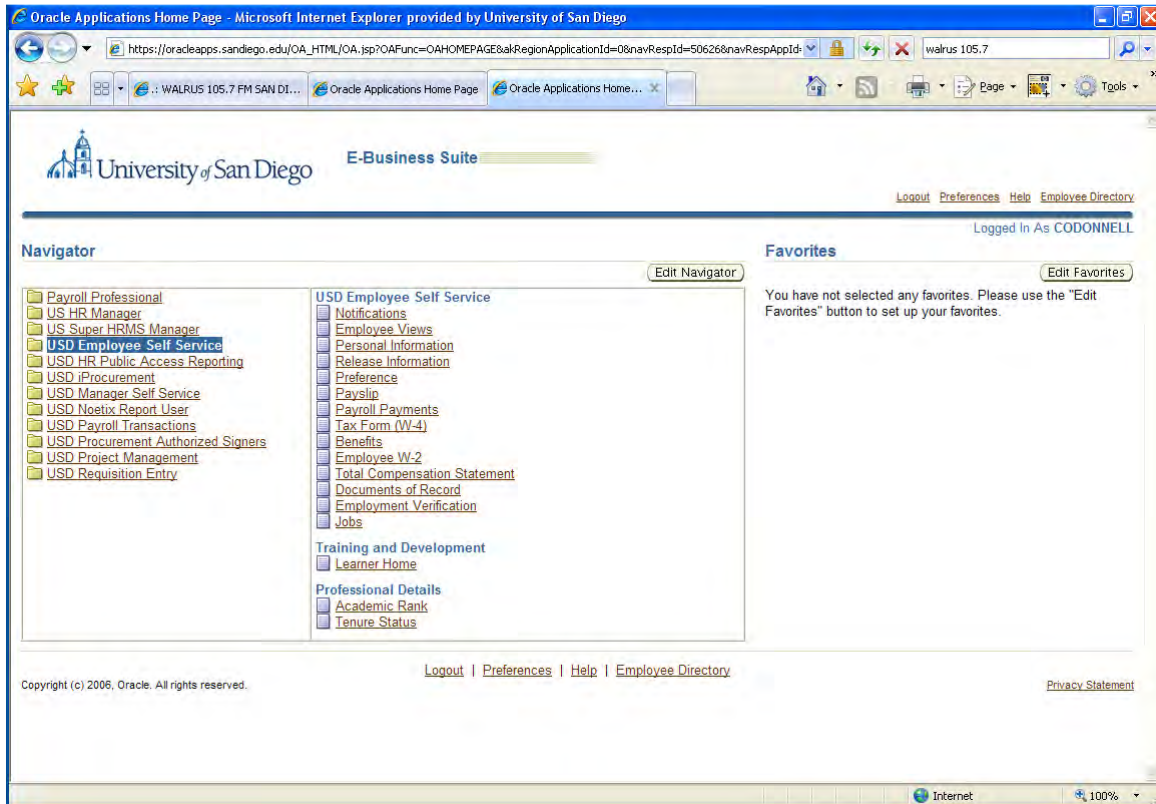 Oracle Applications Home Page - Microsoft Internet Explorer provided by University of San Diego
https://oracleapps.sandiego.edu/OA_HTML/OA.jsp?OAFunc=OAHOMEPAGE&akRegionApplicationId=0&navRespId=50626&navRespAppId-
walrus 105.7
.: WALRUS 105.7 FM SAN DI...
Oracle Applications Home Page
Oracle Applications Home...
Page
Tools
University of San Diego
E-Business Suite
Logout Preferences Help Employee Directory
Logged In As CODONNELL
Navigator
Edit Navigator
Payroll Professional
US HR Manager
US Super HRMS Manager
USD Employee Self Service
USD HR Public Access Reporting
USD iProcurement
USD Manager Self Service
USD Noetix Report User
USD Payroll Transactions
USD Procurement Authorized Signers
USD Project Management
USD Requisition Entry
USD Employee Self Service
Notifications
Employee Views
Personal Information
Release Information
Preference
Payslip
Payroll Payments
Tax Form (W-4)
Benefits
Employee W-2
Total Compensation Statement
Documents of Record
Employment Verification
Jobs
Training and Development
Learner Home
Professional Details
Academic Rank
Tenure Status
Favorites
Edit Favorites
You have not selected any favorites. Please use the "Edit
Favorites" button to set up your favorites.
Logout | Preferences | Help | Employee Directory
Copyright (c) 2006, Oracle. All rights reserved.
Privacy Statement
Internet
100%